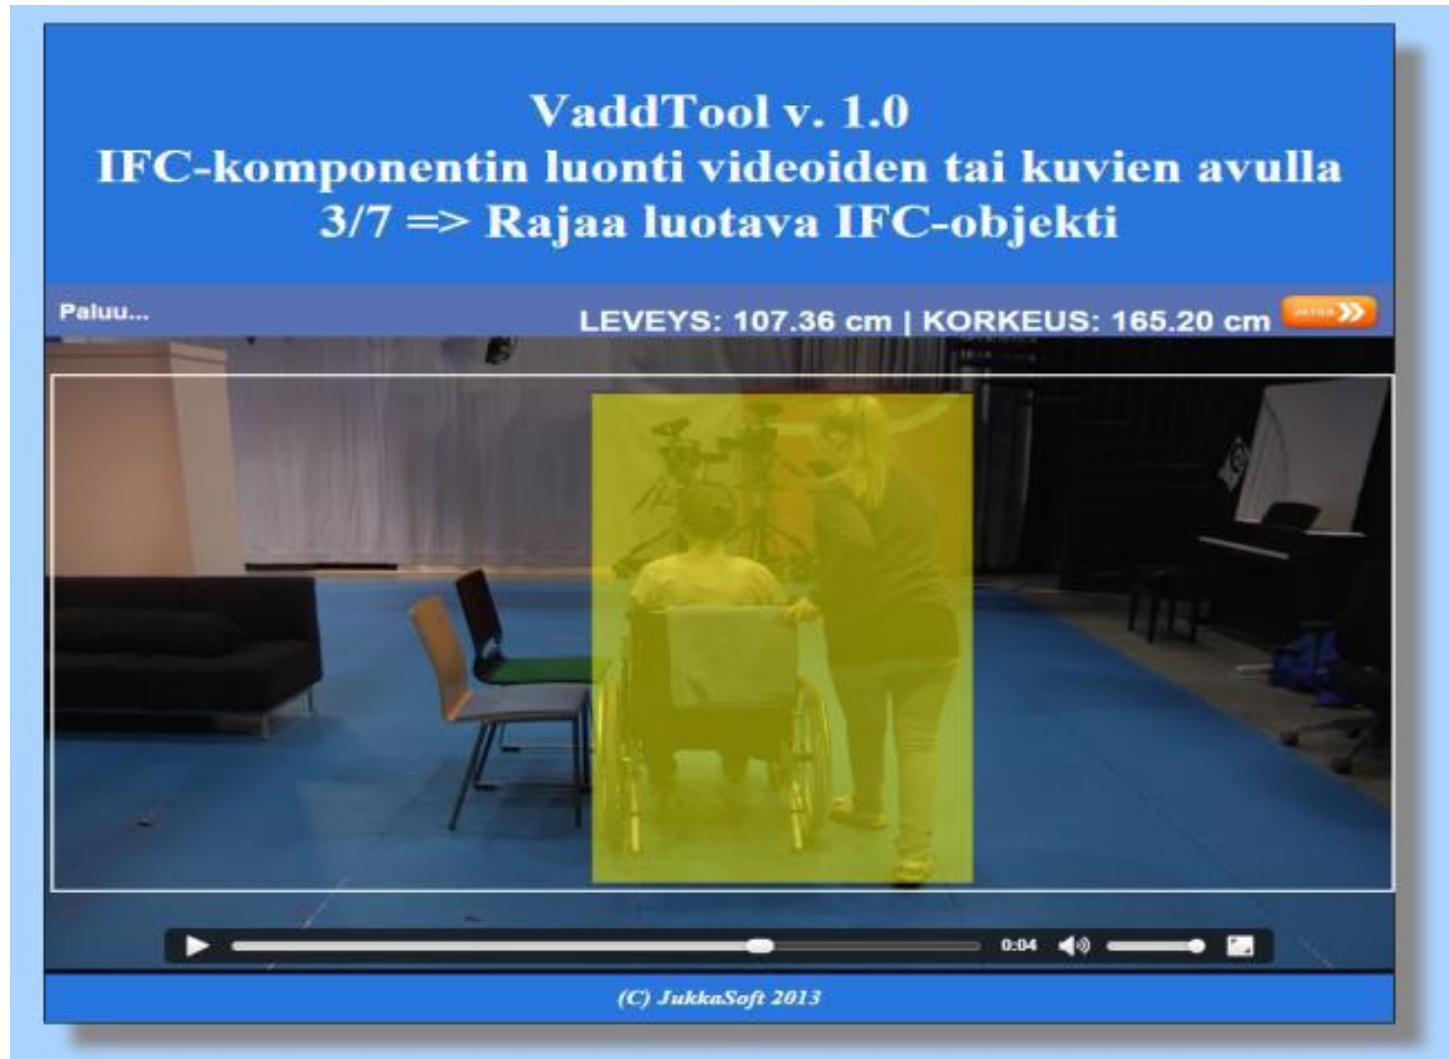 VaddTool v. 1.0
IFC-komponentin luonti videoiden tai kuvien avulla
3/7 => Rajaa luotava IFC-objekti
Paluu...
LEVEYS: 107.36 cm | KORKEUS: 165.20 cm
0:04
(C) JukkaSoft 2013